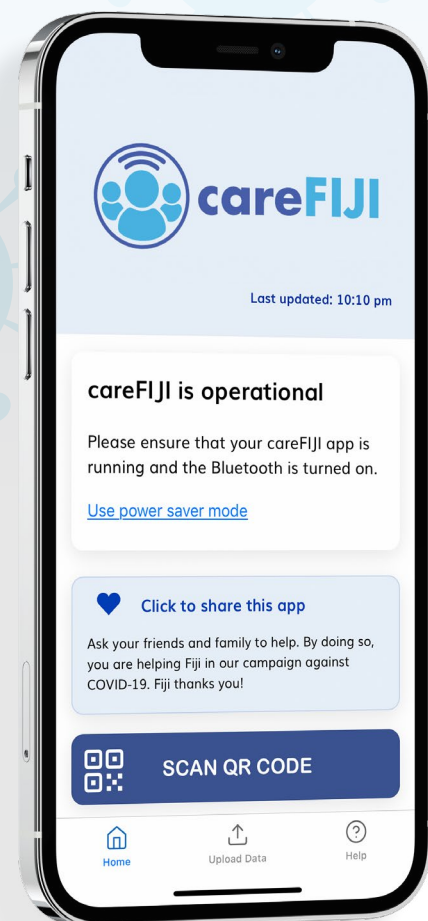 careFIJI
Last updated: 10:10 pm
careFIJI is operational
Please ensure that your careFIJI app is
running and the Bluetooth is turned on.
Use power saver mode
Click to share this app
Ask your friends and family to help. By doing so,
you are helping Fiji in our campaign against
COVID-19. Fiji thanks you!
SCAN QR CODE
Home
Upload Data
Help